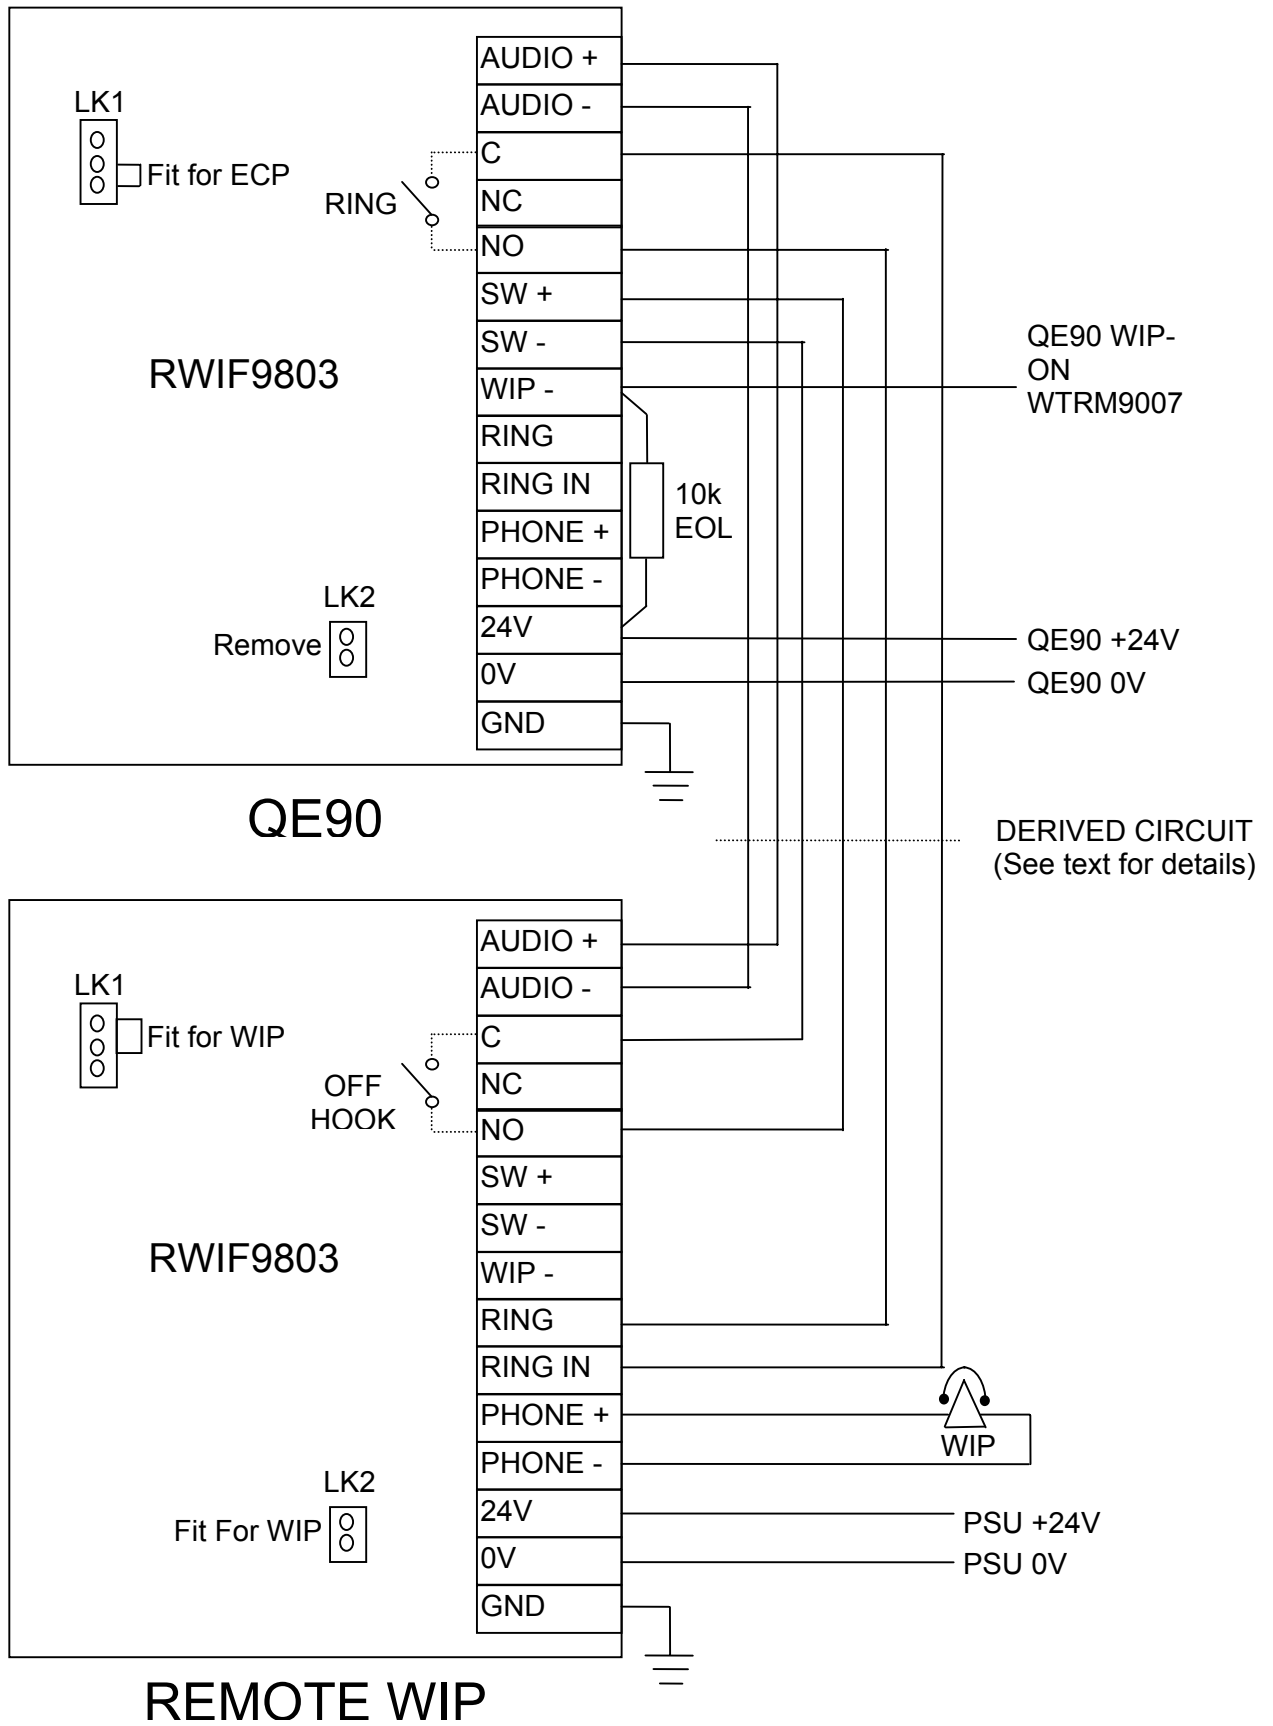 AUDIO +
LK1
AUDIO -
C
Fit for ECP
RING
NC
NO
SW +
SW -
QE90 WIP-
ON
WTRM9007
RWIF9803
WIP -
RING
RING IN
10k
EOL
PHONE +
PHONE -
LK2
Remove
24V
QE90 +24V
0V
QE90 0V
GND
QE90
DERIVED CIRCUIT
(See text for details)
AUDIO +
LK1
AUDIO -
Fit for WIP
C
OFF
HOOK
NC
NO
SW +
SW -
RWIF9803
WIP -
RING
RING IN
PHONE +
WIP
PHONE -
LK2
Fit For WIP
24V
PSU +24V
0V
PSU 0V
GND
REMOTE WIP